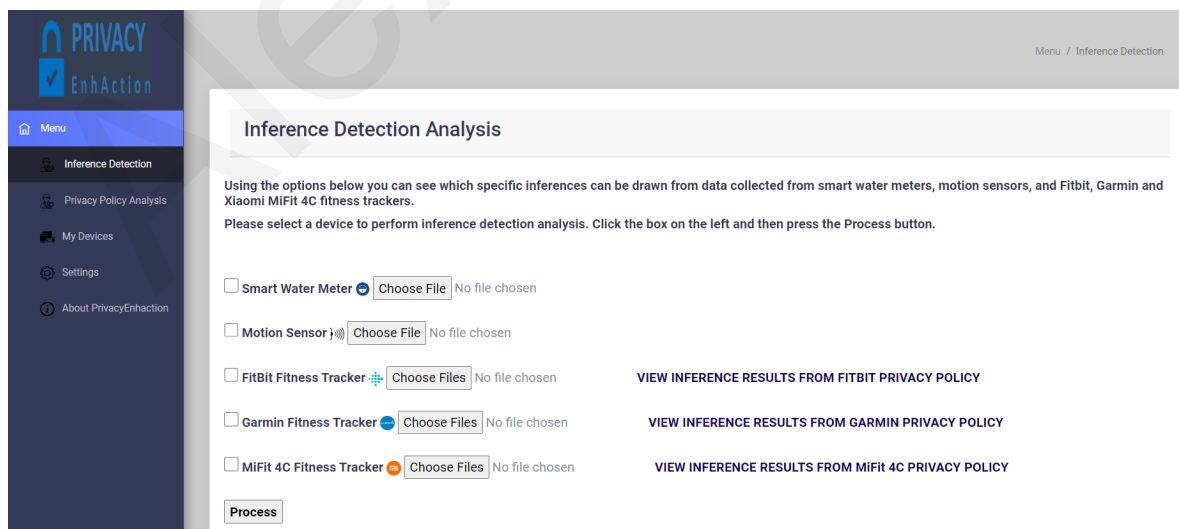 PRIVACY
EnhAction
Menu / Inference Detection
Menu
Inference Detection
Privacy Policy Analysis
My Devices
Settings
About PrivacyEnhaction
Inference Detection Analysis
Using the options below you can see which specific inferences can be drawn from data collected from smart water meters, motion sensors, and Fitbit, Garmin and
Xiaomi MiFit 4C fitness trackers.
Please select a device to perform inference detection analysis. Click the box on the left and then press the Process button.
Smart Water Meter Choose File No file chosen
Motion Sensor Choose File No file chosen
FitBit Fitness Tracker Choose Files No file chosen VIEW INFERENCE RESULTS FROM FITBIT PRIVACY POLICY
Garmin Fitness Tracker Choose Files No file chosen VIEW INFERENCE RESULTS FROM GARMIN PRIVACY POLICY
MiFit 4C Fitness Tracker mi Choose Files No file chosen VIEW INFERENCE RESULTS FROM MiFit 4C PRIVACY POLICY
Process